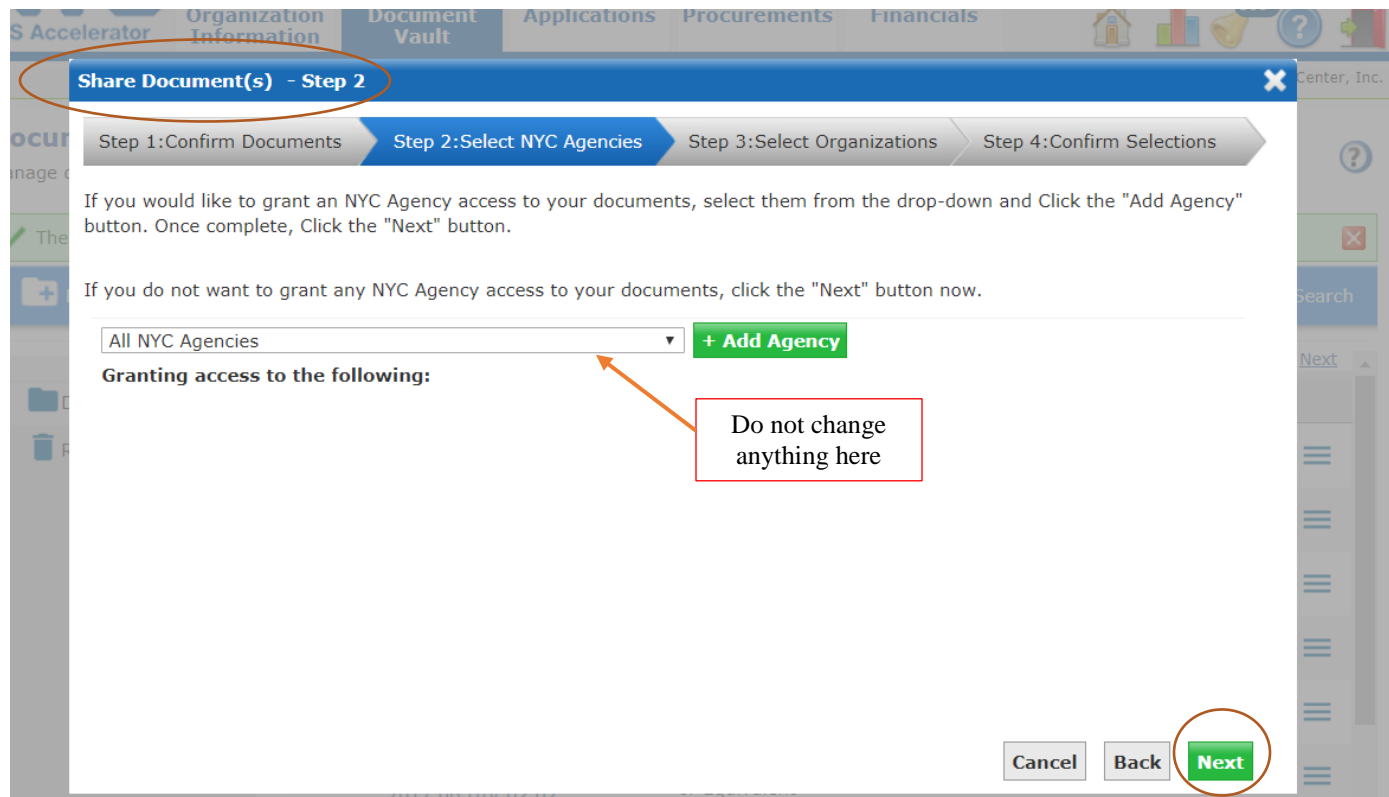 Organization Document Applications Procurements Financials
S Accelerator Information Vault
Share Document(s) - Step 2
Center, Inc.
Step 1:Confirm Documents Step 2:Select NYC Agencies Step 3:Select Organizations Step 4:Confirm Selections
If you would like to grant an NYC Agency access to your documents, select them from the drop-down and Click the "Add Agency"
button. Once complete, Click the "Next" button.
The
If you do not want to grant any NYC Agency access to your documents, click the "Next" button now.
Search
All NYC Agencies
+ Add Agency
Next
Granting access to the following:
Do not change
anything here
Cancel Back Next